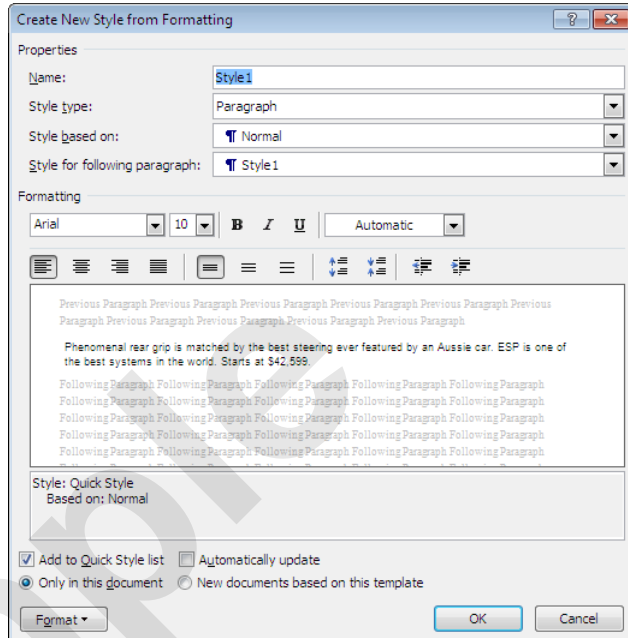 Create New Style from Formatting
Properties
Name: Style1
Style type: Paragraph
Style based on: ¶ Normal
Style for following paragraph: ¶ Style1
Formatting
Arial 10 B I U Automatic
Previous Paragraph Previous Paragraph Previous Paragraph Previous Paragraph Previous Paragraph Previous
Paragraph Previous Paragraph Previous Paragraph Previous Paragraph Previous Paragraph
Phenomenal rear grip is matched by the best steering ever featured by an Aussie car. ESP is one of
the best systems in the world. Starts at $42,599.
Following Paragraph Following Paragraph Following Paragraph Following Paragraph Following Paragraph
Following Paragraph Following Paragraph Following Paragraph Following Paragraph Following Paragraph
Following Paragraph Following Paragraph Following Paragraph Following Paragraph Following Paragraph
Following Paragraph Following Paragraph Following Paragraph Following Paragraph Following Paragraph
Following Paragraph Following Paragraph Following Paragraph Following Paragraph Following Paragraph
Style: Quick Style
Based on: Normal
Add to Quick Style list Automatically update
Only in this document New documents based on this template
Format OK Cancel